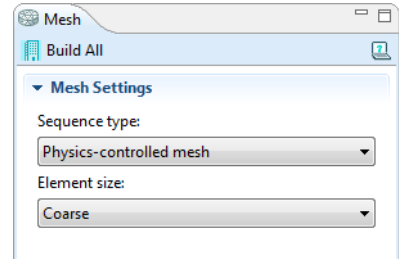 Mesh
Build All
Mesh Settings
Sequence type:
Physics-controlled mesh
Element size:
Coarse